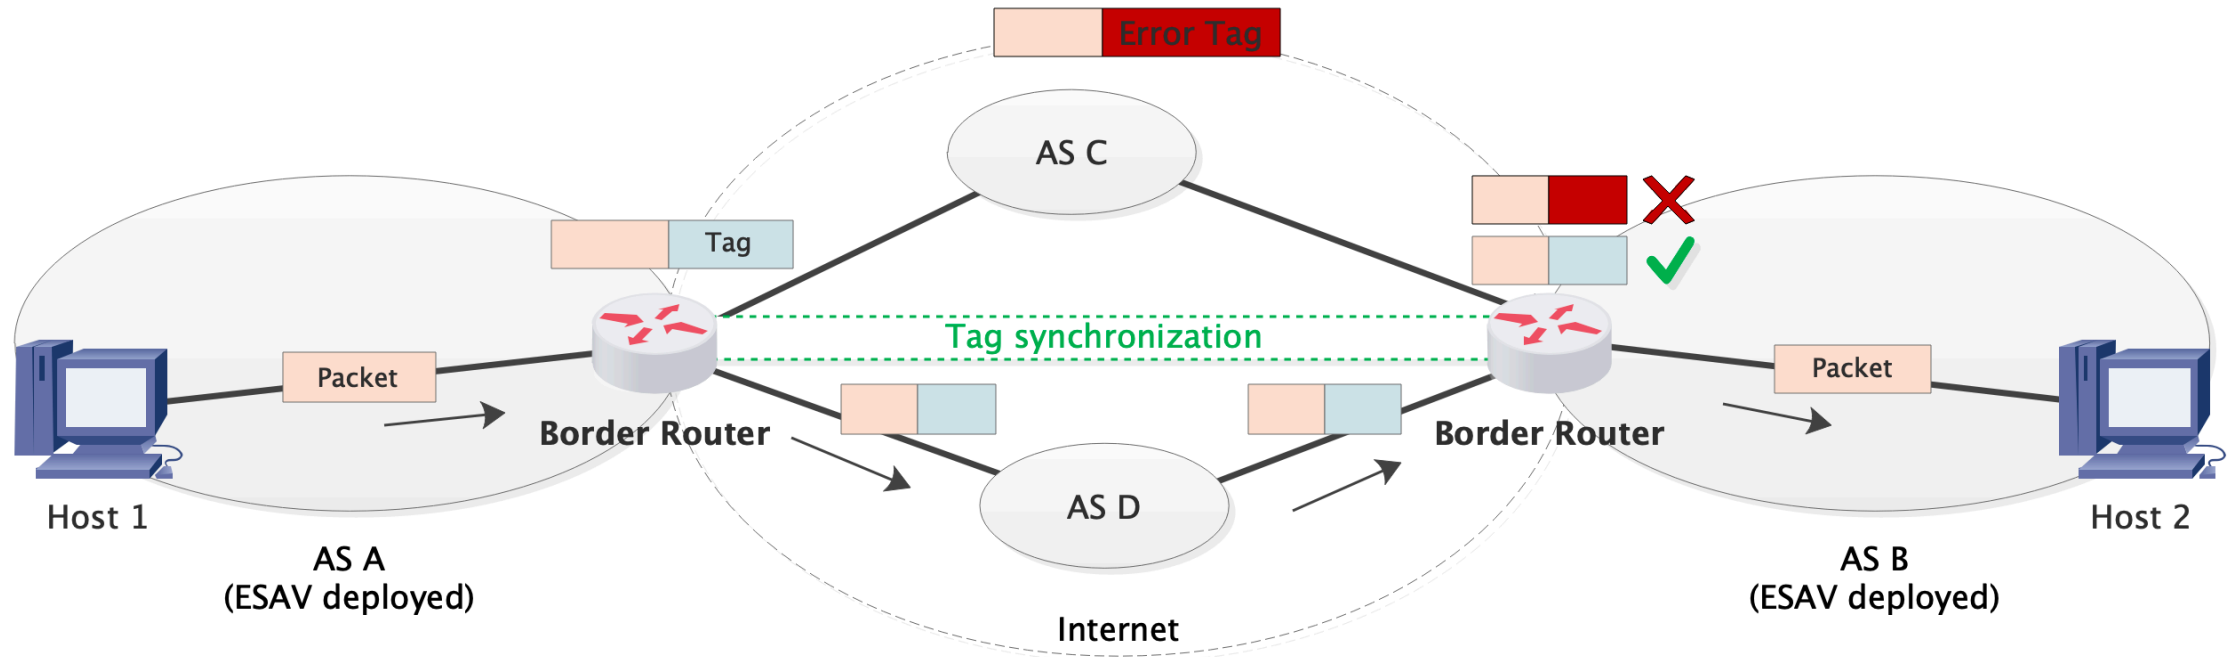 Error Tag
AS C
Tag
Tag synchronization
Packet
Packet
Border Router
Border Router
AS D
Host 1
Host 2
AS A
(ESAV deployed)
AS B
(ESAV deployed)
Internet